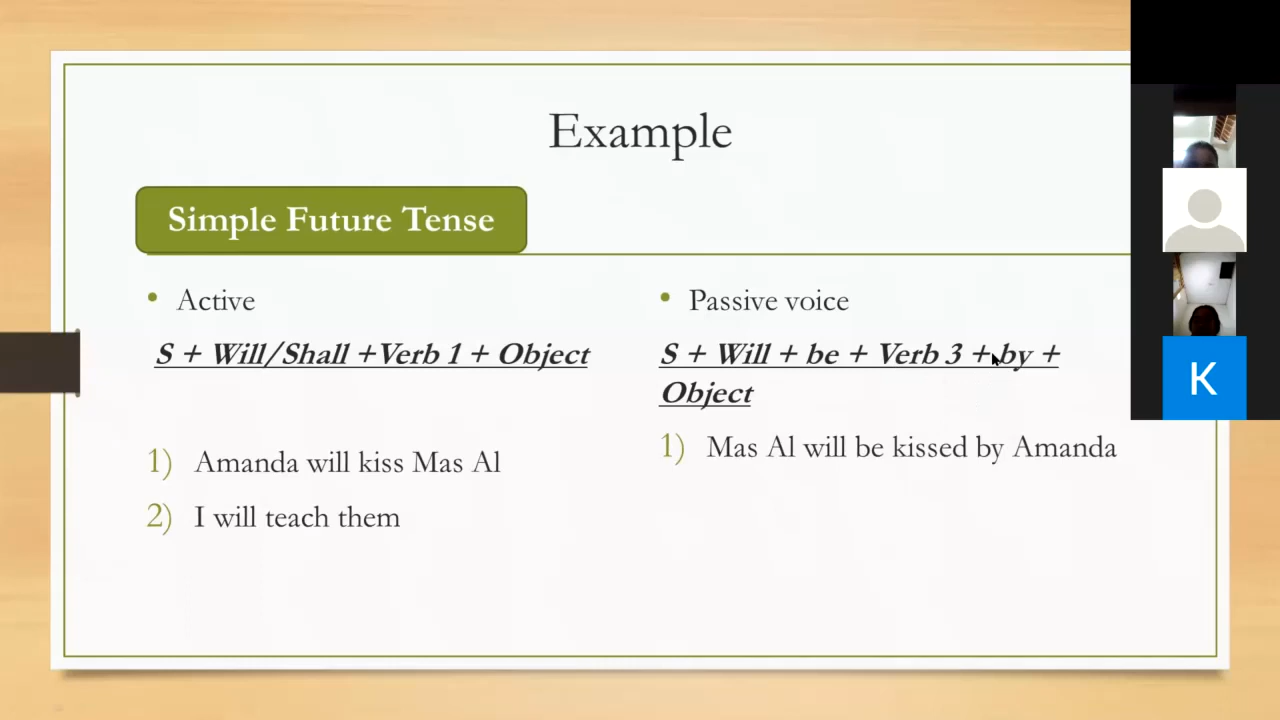 Example
Simple Future Tense
• Active
S + Will/Shall +Verb 1 + Object
1) Amanda will kiss Mas Al
2) I will teach them
• Passive voice
S + Will + be + Verb 3 + by +
Object
1) Mas Al will be kissed by Amanda
K